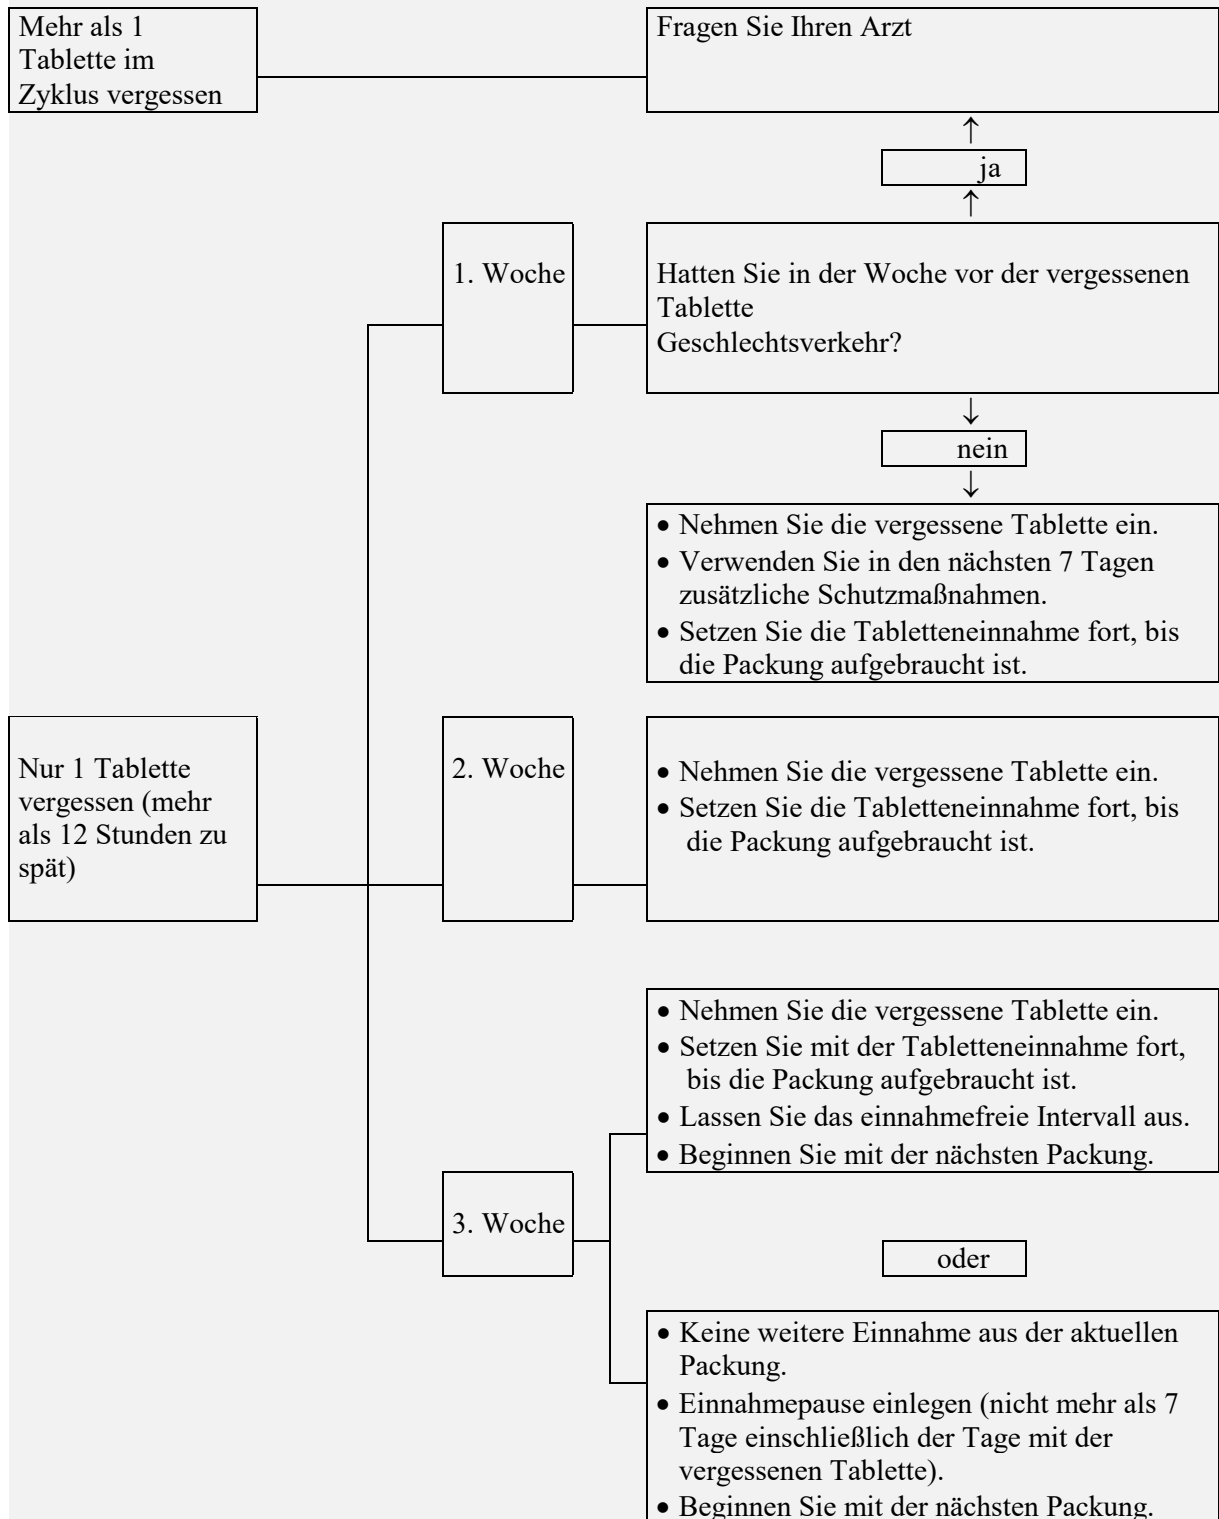 Mehr als 1
Tablette im
Zyklus vergessen
Fragen Sie Ihren Arzt
↑
ja
↑
1. Woche
Hatten Sie in der Woche vor der vergessenen
Tablette
Geschlechtsverkehr?
↓
nein
↓
• Nehmen Sie die vergessene Tablette ein.
• Verwenden Sie in den nächsten 7 Tagen
zusätzliche Schutzmaßnahmen.
• Setzen Sie die Tabletteneinnahme fort, bis
die Packung aufgebraucht ist.
Nur 1 Tablette
vergessen (mehr
als 12 Stunden zu
spät)
2. Woche
• Nehmen Sie die vergessene Tablette ein.
• Setzen Sie die Tabletteneinnahme fort, bis
die Packung aufgebraucht ist.
• Nehmen Sie die vergessene Tablette ein.
• Setzen Sie mit der Tabletteneinnahme fort,
bis die Packung aufgebraucht ist.
• Lassen Sie das einnahmefreie Intervall aus.
• Beginnen Sie mit der nächsten Packung.
3. Woche
oder
• Keine weitere Einnahme aus der aktuellen
Packung.
• Einnahmepause einlegen (nicht mehr als 7
Tage einschließlich der Tage mit der
vergessenen Tablette).
• Beginnen Sie mit der nächsten Packung.